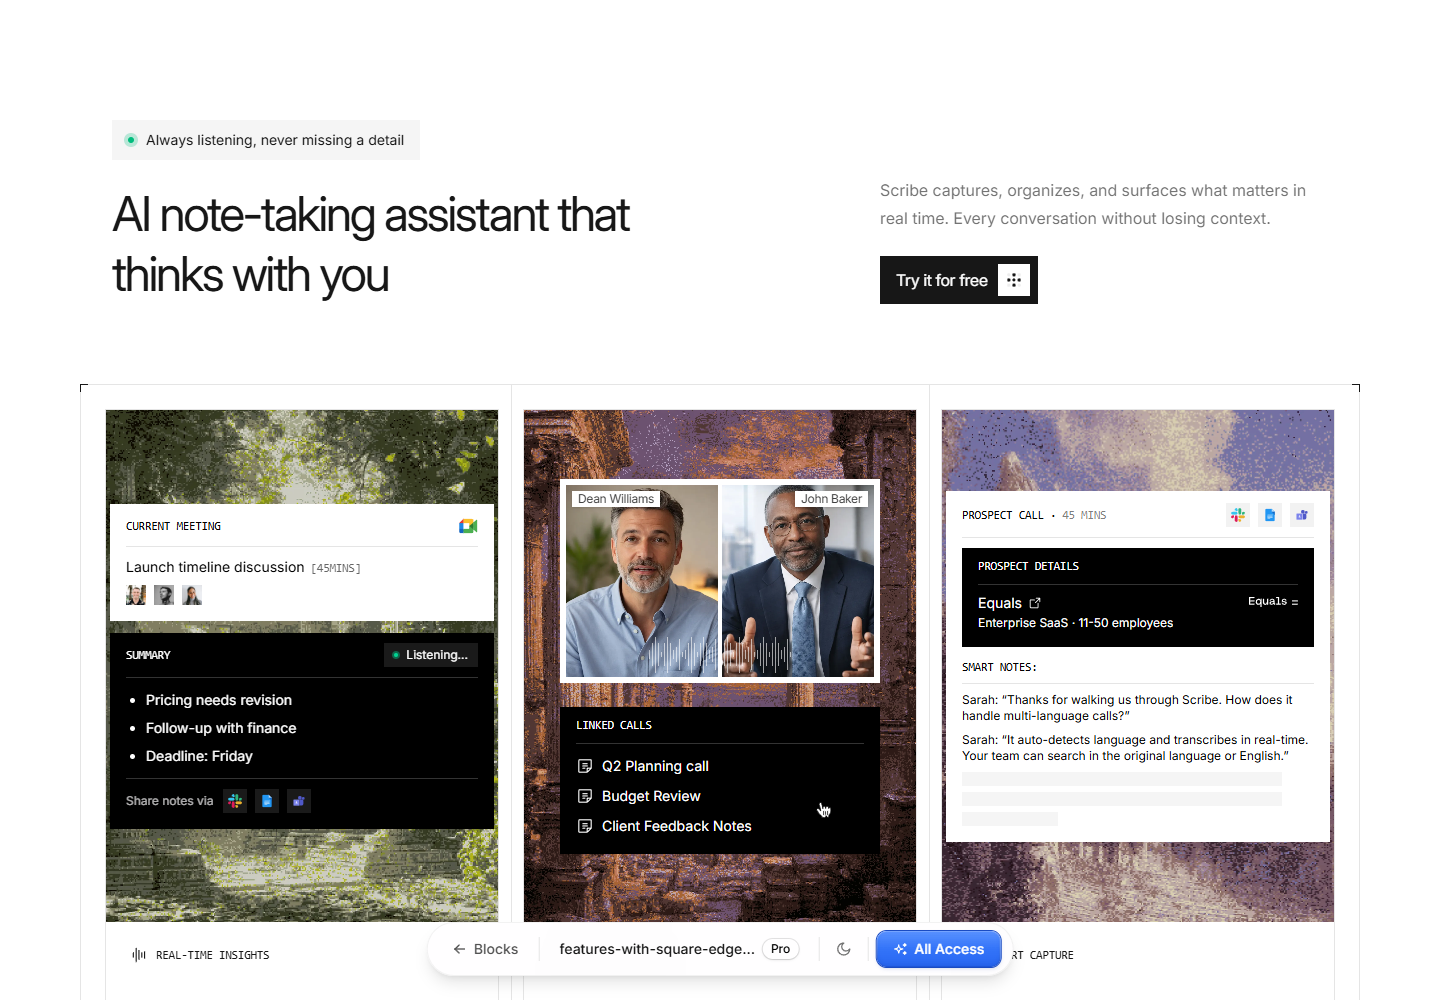 Always listening, never missing a detail
AI note-taking assistant that
thinks with you
Scribe captures, organizes, and surfaces what matters in
real time. Every conversation without losing context.
Try it for free
CURRENT MEETING
Launch timeline discussion [45MINS]
SUMMARY
Listening...
Pricing needs revision
Follow-up with finance
Deadline: Friday
Share notes via
REAL-TIME INSIGHTS
Dean Williams
John Baker
LINKED CALLS
Q2 Planning call
Budget Review
Client Feedback Notes
PROSPECT CALL · 45 MINS
PROSPECT DETAILS
Equals
Equals =
Enterprise SaaS · 11-50 employees
SMART NOTES:
Sarah: “Thanks for walking us through Scribe. How does it
handle multi-language calls?”
Sarah: “It auto-detects language and transcribes in real-time.
Your team can search in the original language or English.”
RT CAPTURE
Blocks
features-with-square-edge...
Pro
All Access